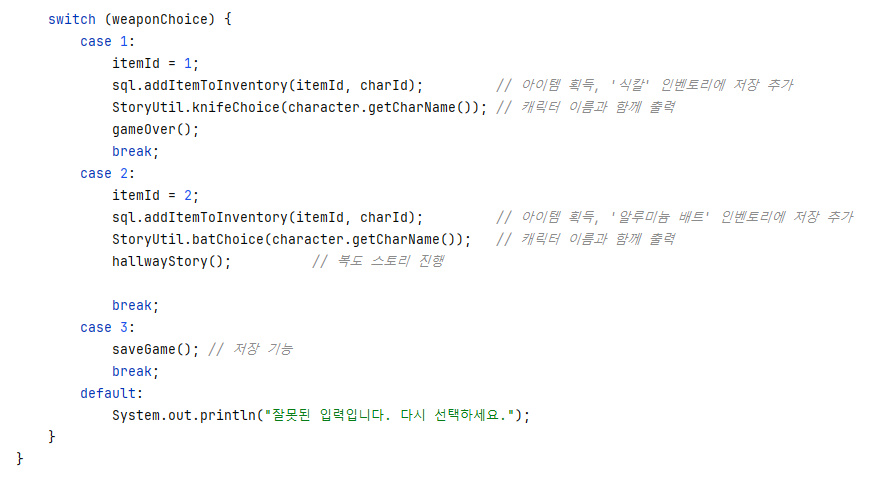 switch (weaponChoice) {
case 1:
itemId = 1;
sql.addItemToInventory(itemId, charId); // 아이템 획득, '식칼' 인벤토리에 저장 추가
StoryUtil.knifeChoice(character.getCharName()); // 캐릭터 이름과 함께 출력
gameOver();
break;
case 2:
itemId = 2;
sql.addItemToInventory(itemId, charId); // 아이템 획득, '알루미늄 배트' 인벤토리에 저장 추가
StoryUtil.batChoice(character.getCharName()); // 캐릭터 이름과 함께 출력
hallwayStory(); // 복도 스토리 진행
break;
case 3:
saveGame(); // 저장 기능
break;
default:
System.out.println("잘못된 입력입니다. 다시 선택하세요.");
}
}